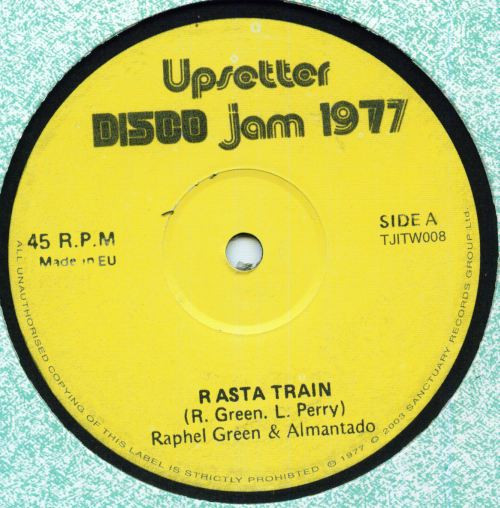 Upsetter
DISCO jam 1977
45 R.P.M
Made in EU
SIDE A
TJITW008
RASTA TRAIN
(R. Green. L. Perry)
Raphel Green & Almantado
ALL UNAUTHORISED COPYING OF THIS LABEL IS STRICTLY PROHIBITED ℗ 1977 © 2003 SANCTUARY RECORDS GROUP Ltd.